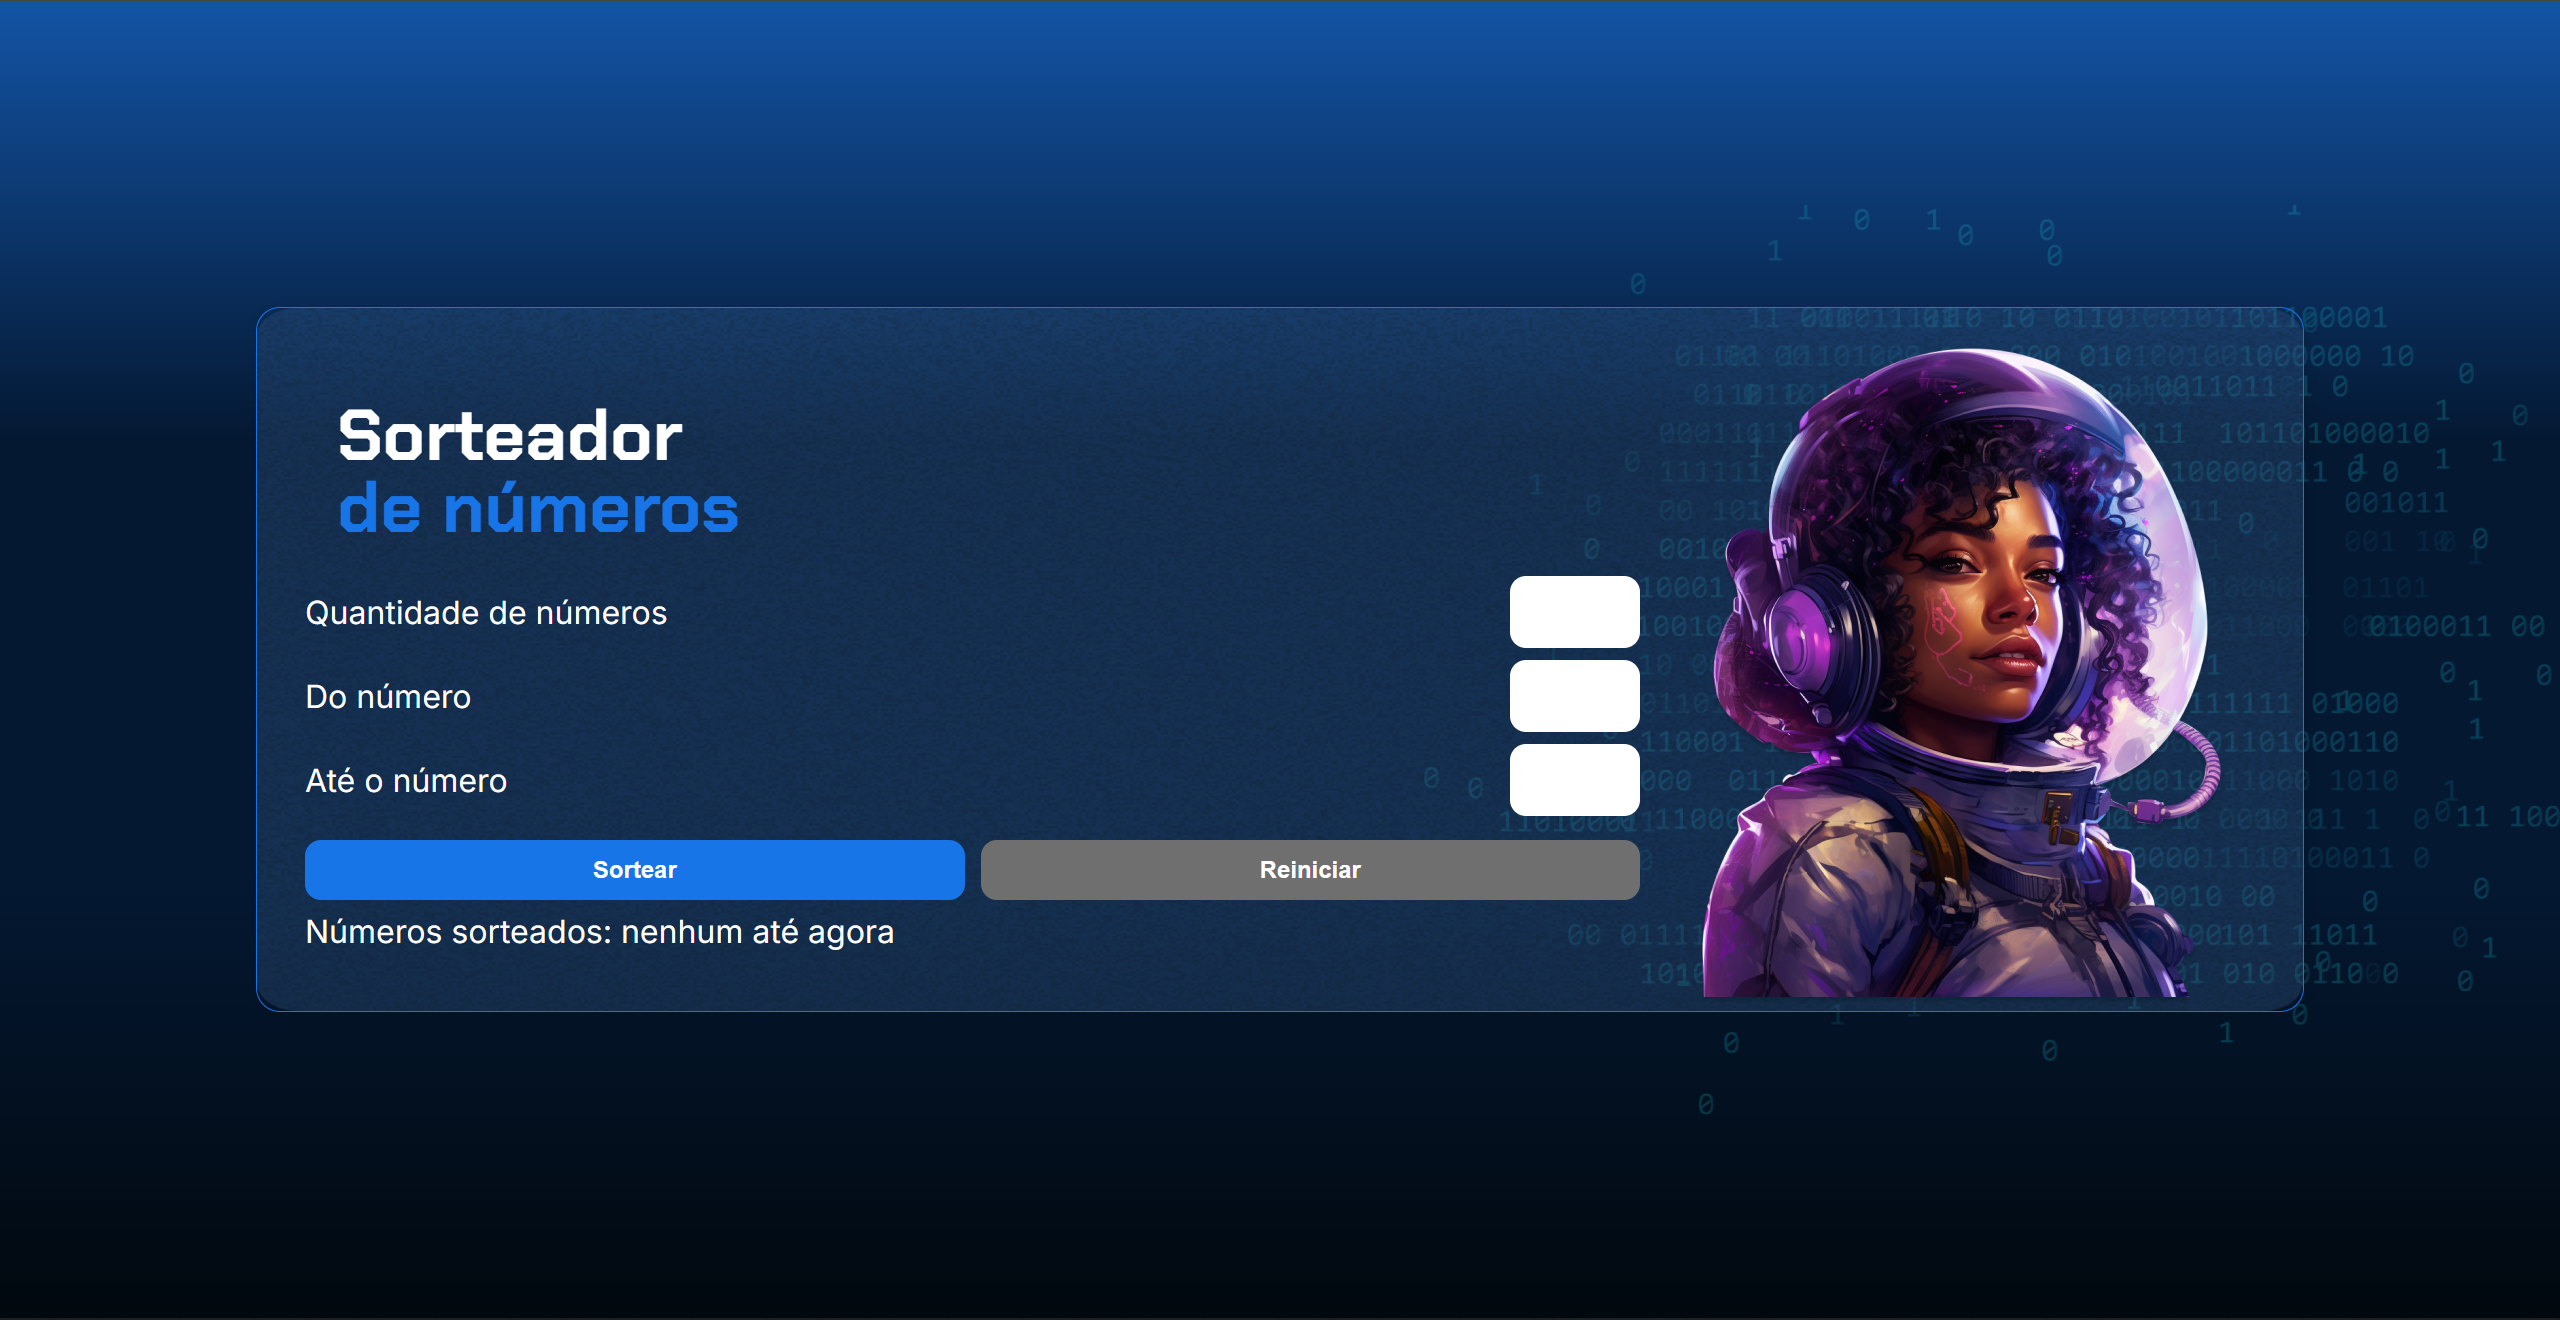 Sorteador
de números
Quantidade de números
Do número
Até o número
Sortear
Reiniciar
Números sorteados: nenhum até agora